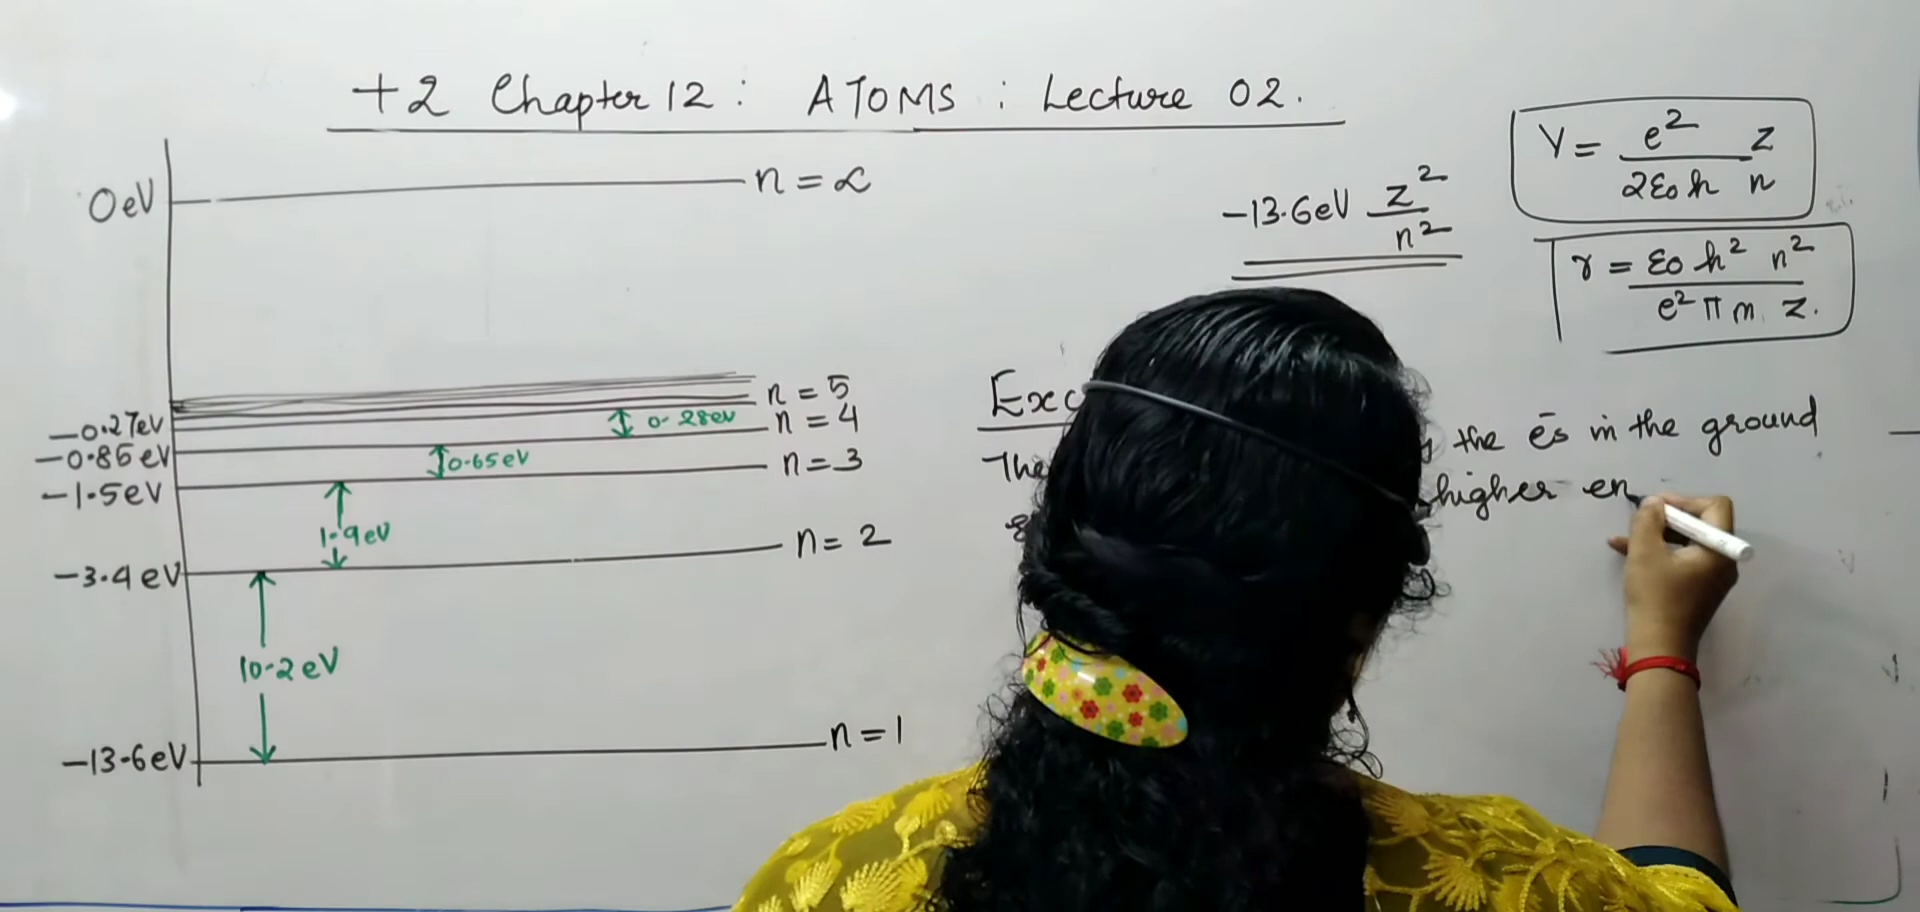 +2 Chapter 12 : ATOMS : Lecture 02.
0eV n = ∝
-0.27eV n = 5
0.28eV n = 4
-0.85eV
0.65eV n = 3
-1.5eV
1.9eV
n = 2
-3.4eV
10.2eV
n = 1
-13.6eV
-13.6eV z²/n²
V = e²/2ε₀h z/n
r = ε₀h²/e²πm n²/z.
the ēs in the ground
higher en